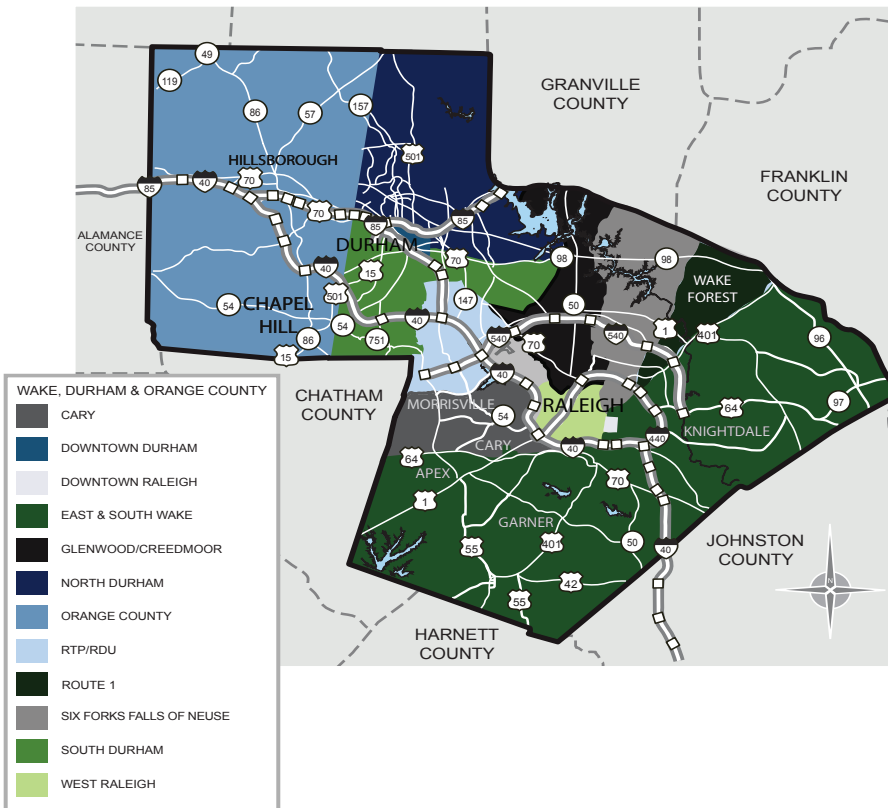 49
119
GRANVILLE
COUNTY
86
57
157
501
HILLSBOROUGH
70
85
40
FRANKLIN
COUNTY
70
85
85
ALAMANCE
COUNTY
DURHAM
98
98
70
15
40
WAKE
FOREST
501
147
54
CHAPEL
HILL
54
50
40
1
401
540
540
96
86
751
70
15
40
WAKE, DURHAM & ORANGE COUNTY
CARY
DOWNTOWN DURHAM
DOWNTOWN RALEIGH
EAST & SOUTH WAKE
GLENWOOD/CREEDMOOR
NORTH DURHAM
ORANGE COUNTY
RTP/RDU
ROUTE 1
SIX FORKS FALLS OF NEUSE
SOUTH DURHAM
WEST RALEIGH
CHATHAM
COUNTY
MORRISVILLE
RALEIGH
54
64
97
KNIGHTDALE
CARY
440
40
64
APEX
70
1
GARNER
JOHNSTON
COUNTY
55
401
50
40
42
55
N
HARNETT
COUNTY